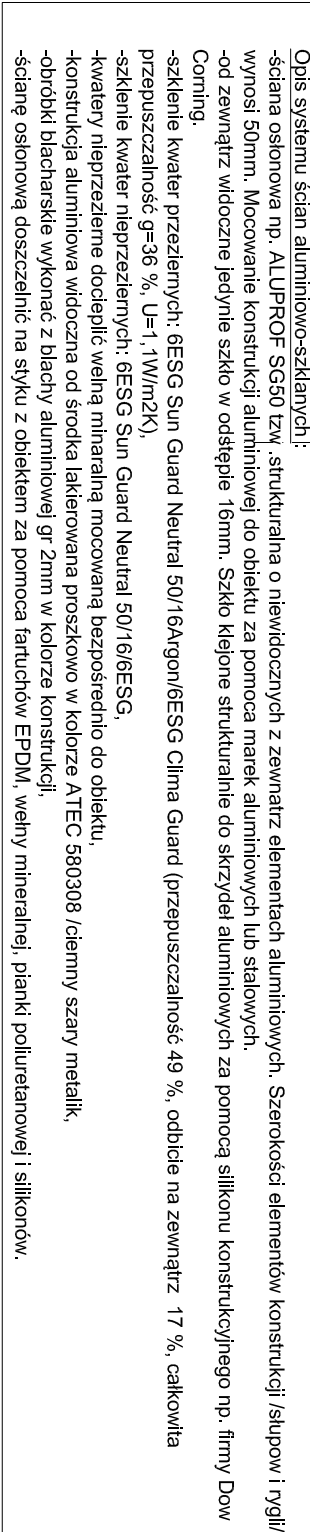 Opis systemu ścian aluminiowo-szklanych :
-ściana osłonowa np. ALUPROF SG50 tzw .strukturalna o niewidocznych z zewnatrz elementach aluminiowych. Szerokości elementów konstrukcji /słupow i rygli/
wynosi 50mm. Mocowanie konstrukcji aluminiowej do obiektu za pomoca marek aluminiowych lub stalowych.
-od zewnątrz widoczne jedynie szkło w odstępie 16mm. Szkło klejone strukturalnie do skrzydeł aluminiowych za pomocą silikonu konstrukcyjnego np. firmy Dow
Corning.
-szklenie kwater przeziernych: 6ESG Sun Guard Neutral 50/16Argon/6ESG Clima Guard (przepuszczalność 49 %, odbicie na zewnątrz 17 %, całkowita
przepuszozalność g=36 %, U=1,1W/m2K),
-szklenie kwater nieprzeziernych: 6ESG Sun Guard Neutral 50/16/6ESG,
-kwatery nieprzezierne docieplić wełną minaralną mocowaną bezpośrednio do obiektu,
-konstrukcja aluminiowa widoczna od środka lakierowana proszkowo w kolorze ATEC 580308 /ciemny szary metalik,
-obróbki blacharskie wykonać z blachy aluminiowej gr 2mm w kolorze konstrukcji,
-ścianę osłonową doszczelnić na styku z obiektem za pomoca fartuchów EPDM, wełny mineralnej, pianki poliuretanowej i silikonów.